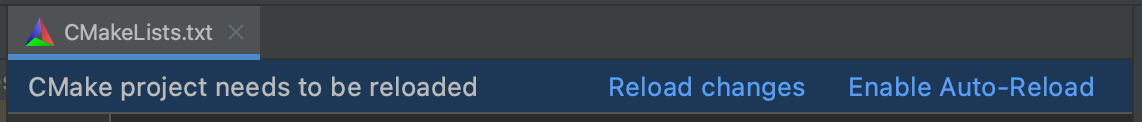 CMakeLists.txt
CMake project needs to be reloaded Reload changes Enable Auto-Reload